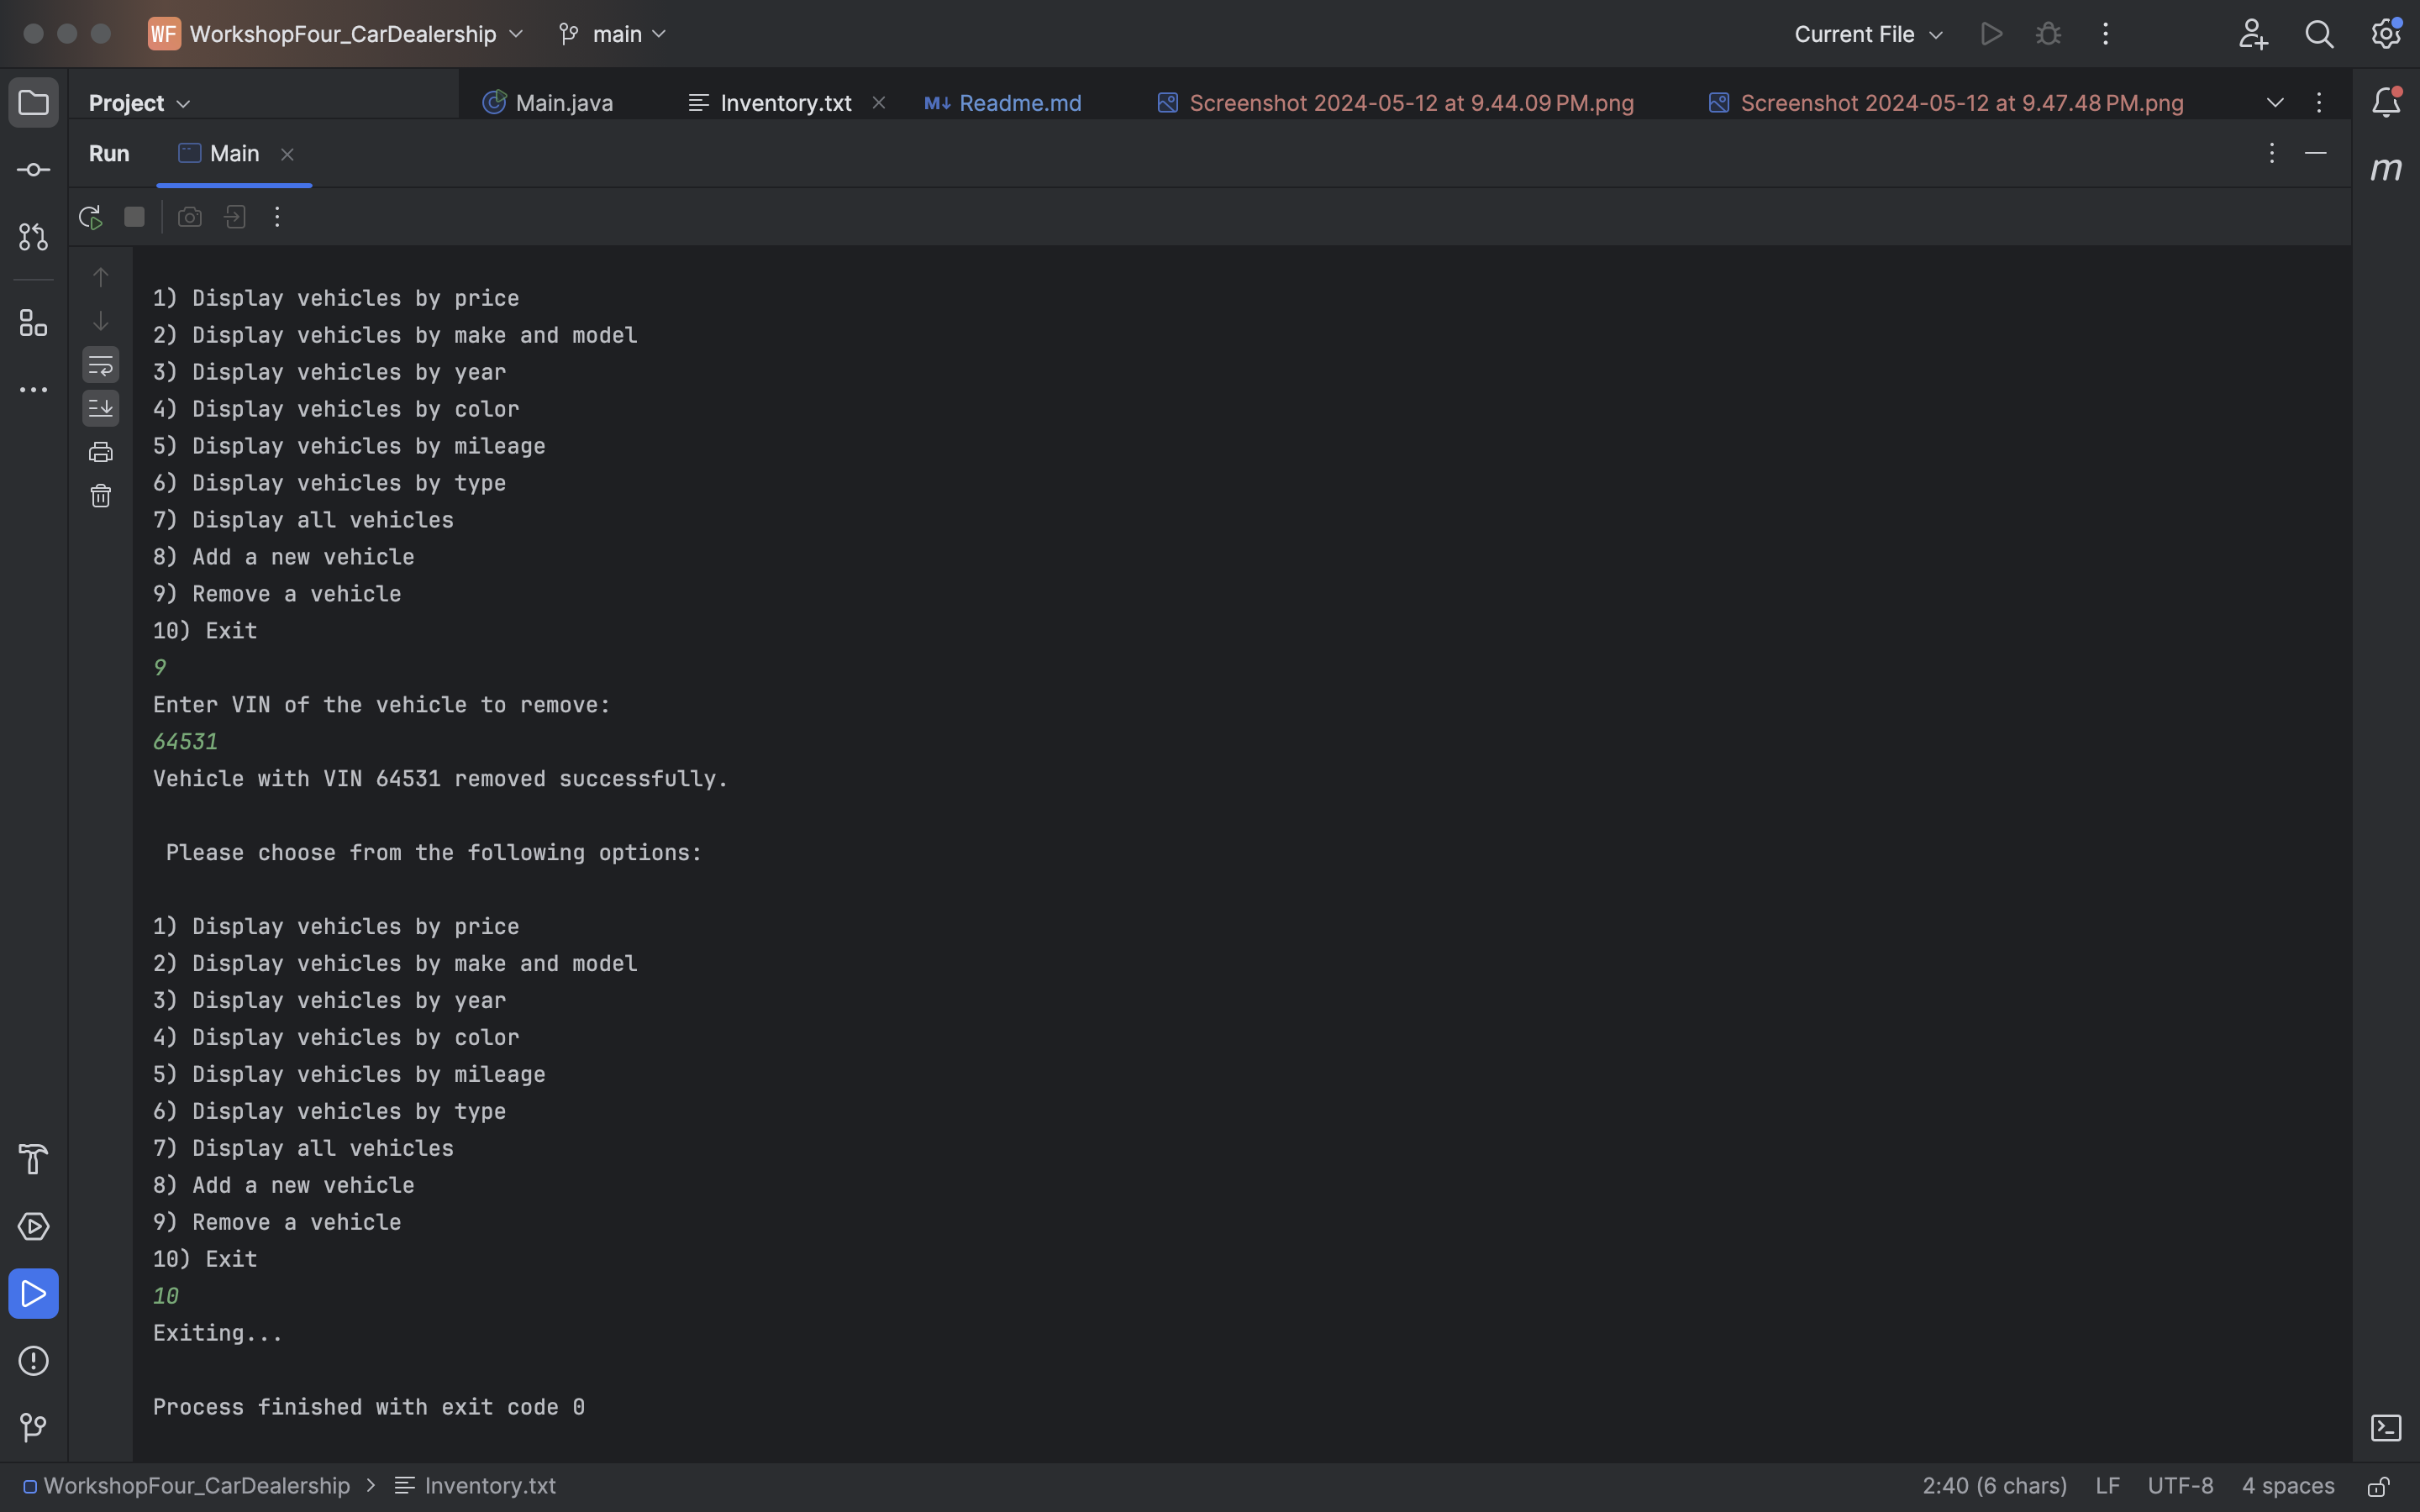 WF WorkshopFour_CarDealership main Current File
Project Main.java Inventory.txt M↓ Readme.md Screenshot 2024-05-12 at 9.44.09 PM.png Screenshot 2024-05-12 at 9.47.48 PM.png
Run Main
m
1) Display vehicles by price
2) Display vehicles by make and model
3) Display vehicles by year
4) Display vehicles by color
5) Display vehicles by mileage
6) Display vehicles by type
7) Display all vehicles
8) Add a new vehicle
9) Remove a vehicle
10) Exit
9
Enter VIN of the vehicle to remove:
64531
Vehicle with VIN 64531 removed successfully.
Please choose from the following options:
1) Display vehicles by price
2) Display vehicles by make and model
3) Display vehicles by year
4) Display vehicles by color
5) Display vehicles by mileage
6) Display vehicles by type
7) Display all vehicles
8) Add a new vehicle
9) Remove a vehicle
10) Exit
10
Exiting...
Process finished with exit code 0
WorkshopFour_CarDealership > Inventory.txt 2:40 (6 chars) LF UTF-8 4 spaces